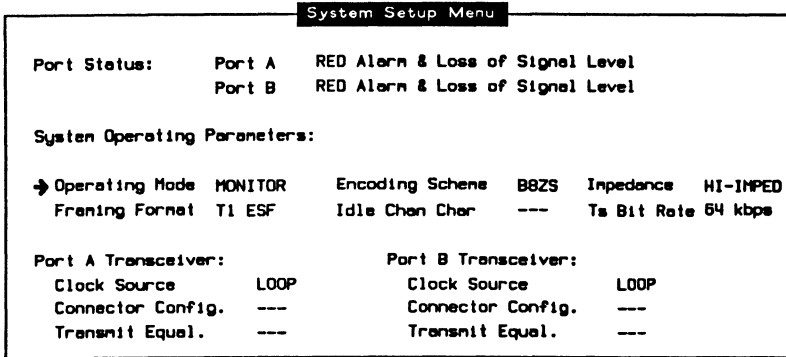 System Setup Menu
Port Status: Port A RED Alarm & Loss of Signal Level
Port B RED Alarm & Loss of Signal Level
System Operating Parameters:
→ Operating Mode MONITOR Encoding Scheme B8ZS Impedance HI-IMPED
Framing Format T1 ESF Idle Chan Char --- Ts Bit Rate 64 kbps
Port A Transceiver: Port B Transceiver:
Clock Source LOOP Clock Source LOOP
Connector Config. --- Connector Config. ---
Transmit Equal. --- Transmit Equal. ---